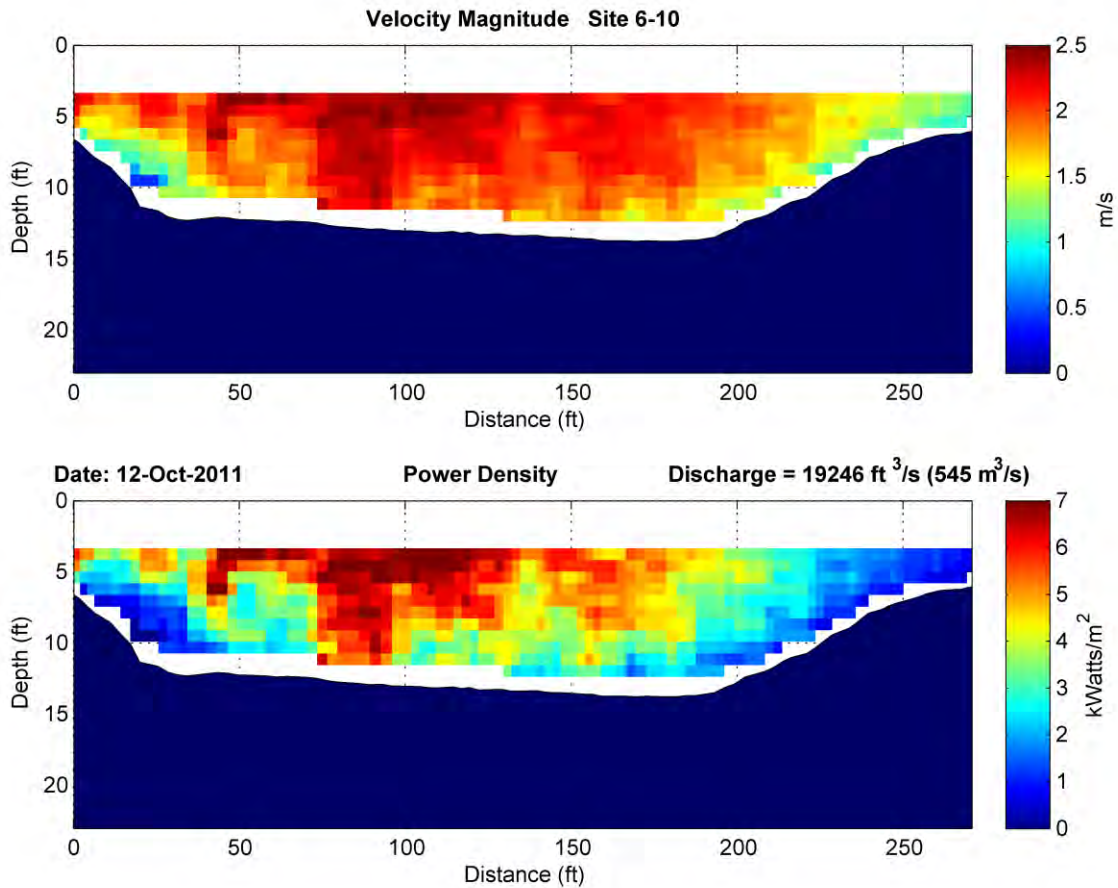 Velocity Magnitude Site 6-10
0
5
10
15
20
Depth (ft)
0 50 100 150 200 250
Distance (ft)
2.5
2
1.5
1
0.5
0
m/s
Date: 12-Oct-2011 Power Density Discharge = 19246 ft ³/s (545 m³/s)
0
5
10
15
20
Depth (ft)
0 50 100 150 200 250
Distance (ft)
7
6
5
4
3
2
1
0
kWatts/m²